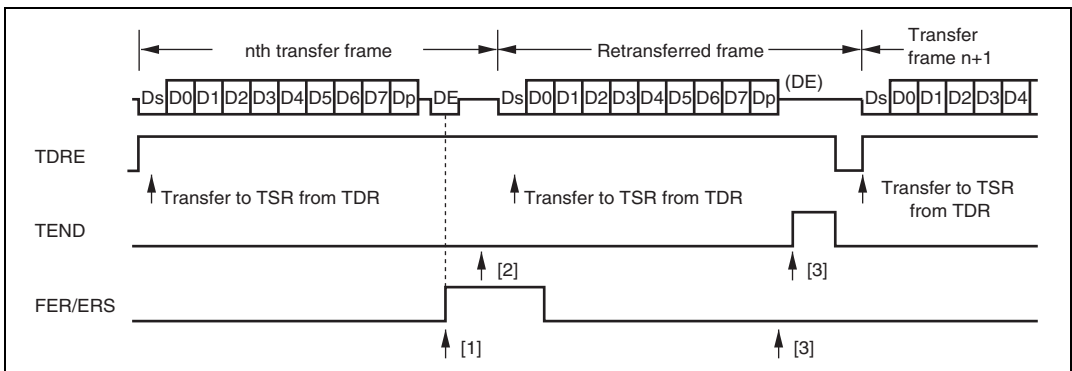 nth transfer frame
Retransferred frame
Transfer
frame n+1
Ds D0 D1 D2 D3 D4 D5 D6 D7 Dp DE
Ds D0 D1 D2 D3 D4 D5 D6 D7 Dp (DE)
Ds D0 D1 D2 D3 D4
TDRE
Transfer to TSR from TDR
Transfer to TSR from TDR
Transfer to TSR
from TDR
TEND
[2]
[3]
FER/ERS
[1]
[3]